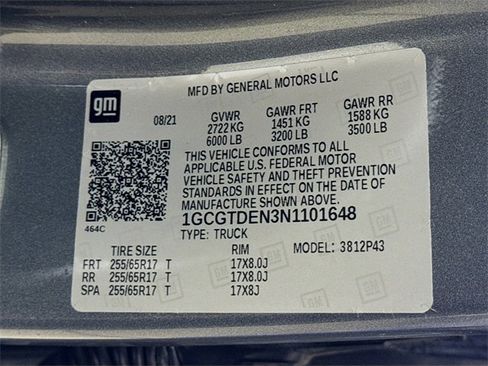 MFD BY GENERAL MOTORS LLC
gm
08/21 GVWR GAWR FRT GAWR RR
2722 KG 1451 KG 1588 KG
6000 LB 3200 LB 3500 LB
THIS VEHICLE CONFORMS TO ALL
APPLICABLE U.S. FEDERAL MOTOR
VEHICLE SAFETY AND THEFT PREVENTION
STANDARDS IN EFFECT ON THE DATE OF
MANUFACTURE SHOWN ABOVE.
1GCGTDEN3N1101648
464C
TYPE: TRUCK
TIRE SIZE RIM MODEL: 3812P43
FRT 255/65R17 T 17X8.0J
RR 255/65R17 T 17X8.0J
SPA 255/65R17 T 17X8J